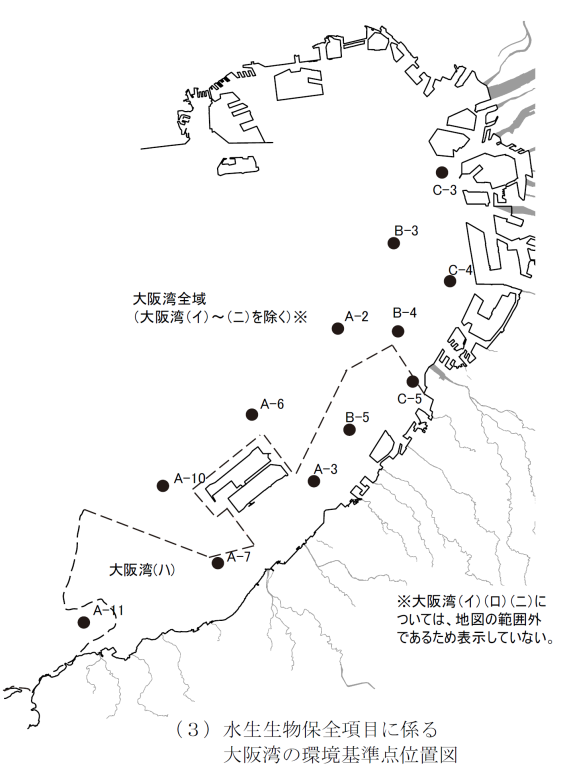 C-3
B-3
C-4
大阪湾全域
(大阪湾(イ)～(ニ)を除く)※
A-2
B-4
C-5
A-6
B-5
A-10
A-3
A-7
大阪湾(ハ)
A-11
※大阪湾(イ)(ロ)(ニ)に
ついては、地図の範囲外
であるため表示していない。
（３）水生生物保全項目に係る
大阪湾の環境基準点位置図